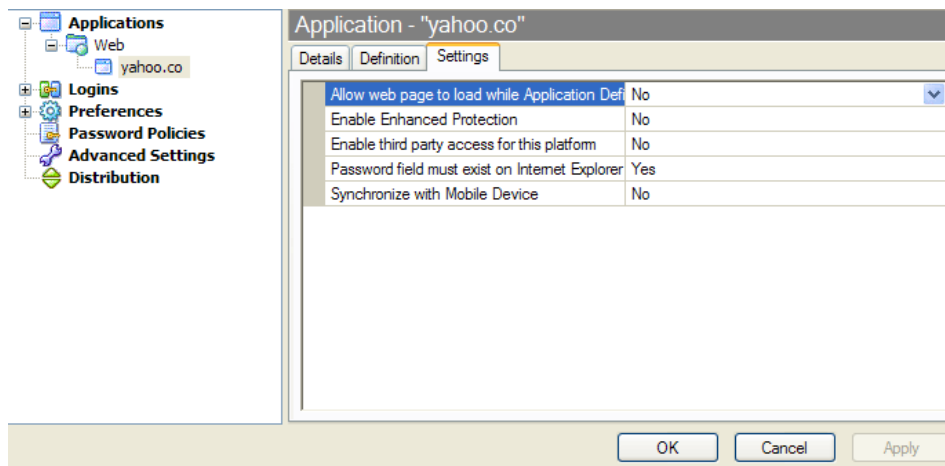 Applications
Web
yahoo.co
Logins
Preferences
Password Policies
Advanced Settings
Distribution
Application - "yahoo.co"
Details Definition Settings
Allow web page to load while Application Defi No
Enable Enhanced Protection No
Enable third party access for this platform No
Password field must exist on Internet Explorer Yes
Synchronize with Mobile Device No
OK Cancel Apply